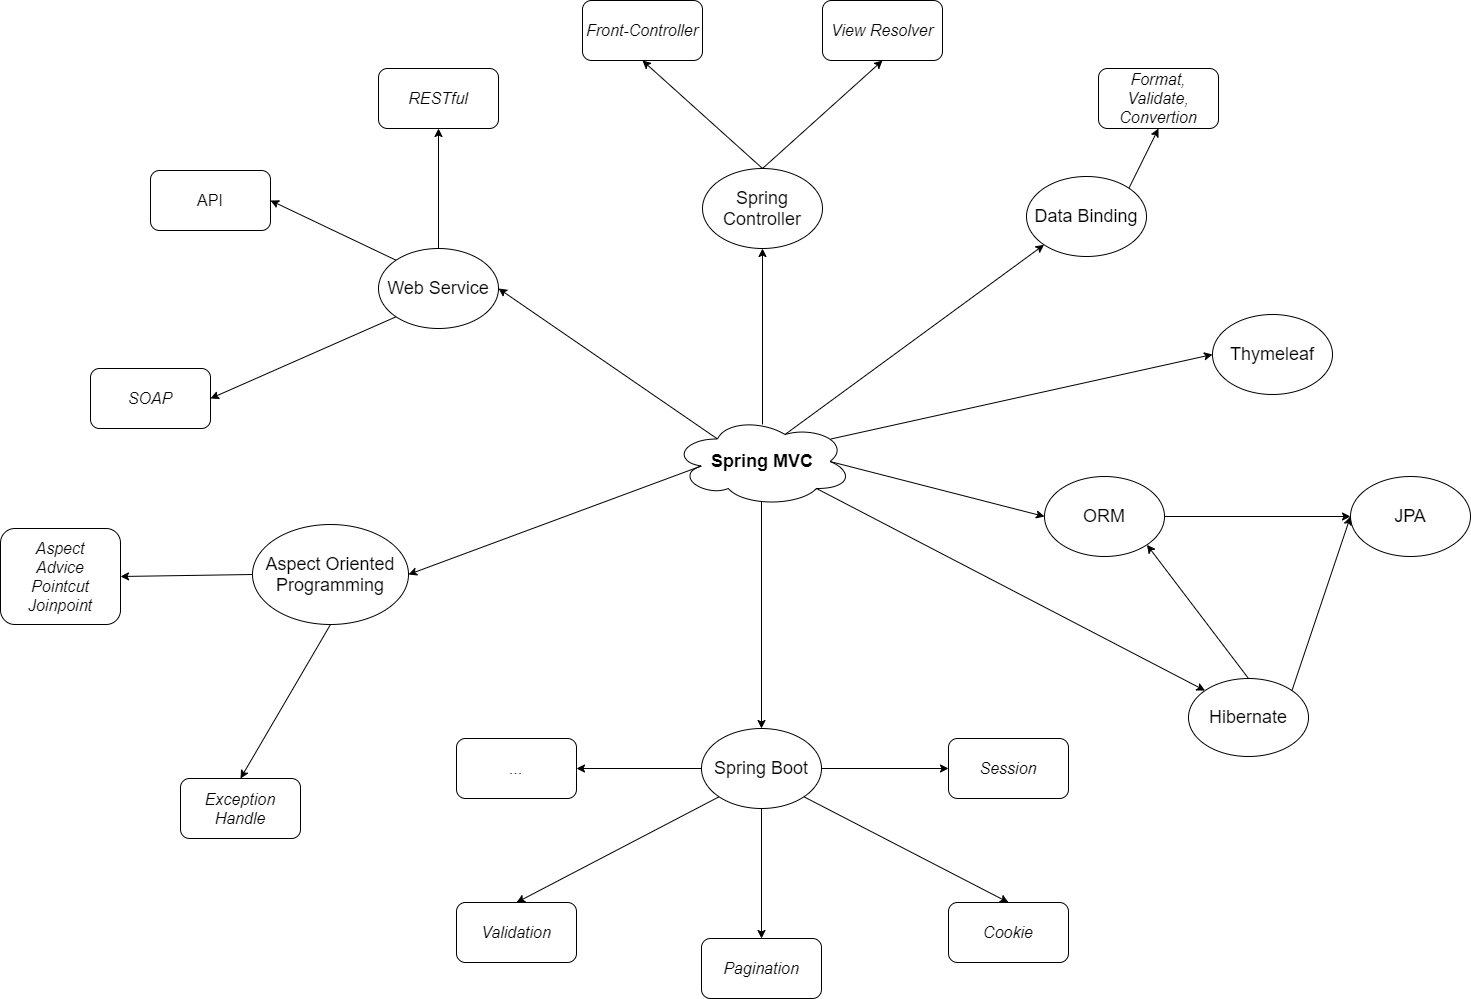 Front-Controller
View Resolver
RESTful
Format,
Validate,
Convertion
API
Spring
Controller
Data Binding
Web Service
Thymeleaf
SOAP
Spring MVC
ORM
JPA
Aspect
Advice
Pointcut
Joinpoint
Aspect Oriented
Programming
Hibernate
...
Spring Boot
Session
Exception
Handle
Validation
Pagination
Cookie